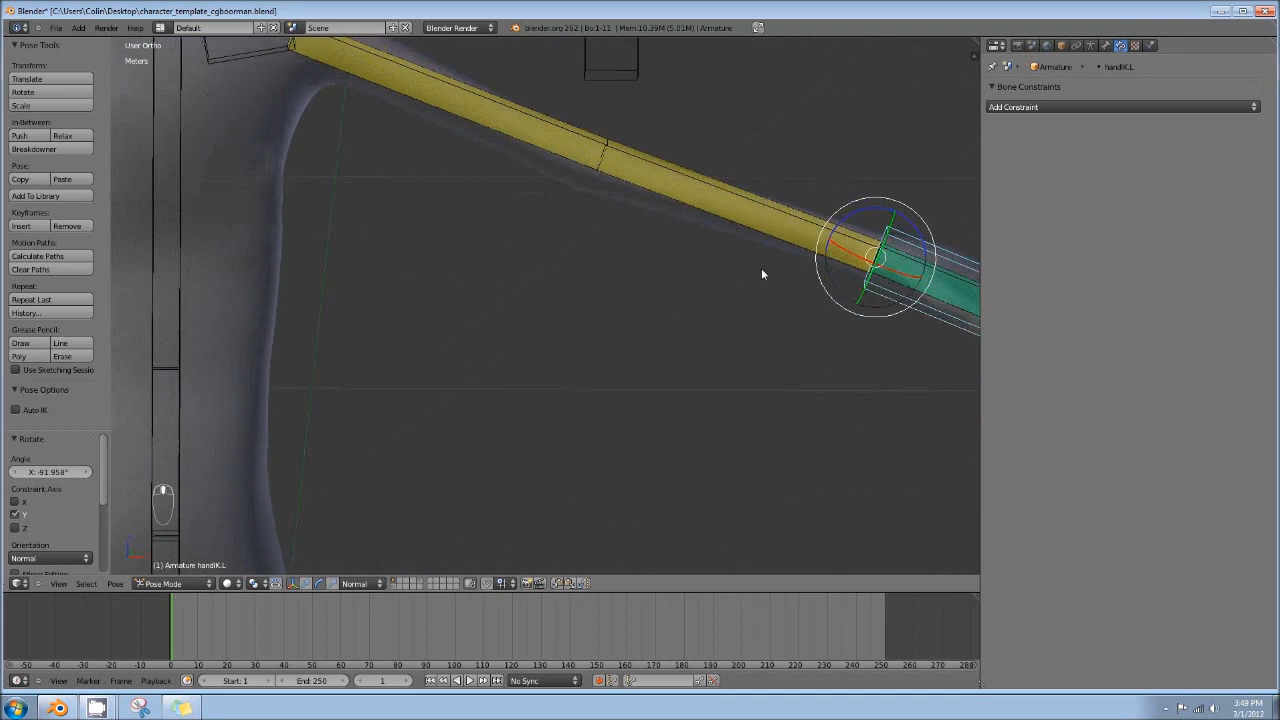 Blender* [C:\Users\Colin\Desktop\character_template_cgboorman.blend]
File Add Render Help Default Scene Blender Render blender.org 262 | Bo:1-11 | Mem:10.39M (5.01M) | Armature
Pose Tools
Transform:
Translate
Rotate
Scale
In-Between:
Push Relax
Breakdowner
Pose:
Copy Paste
Add To Library
Keyframes:
Insert Remove
Motion Paths:
Calculate Paths
Clear Paths
Repeat:
Repeat Last
History...
Grease Pencil:
Draw Line
Poly Erase
Use Sketching Sessio
Pose Options
Auto IK
Rotate
Angle
X: -91.958°
Constraint Axis
X
Y
Z
Orientation
Normal
User Ortho
Meters
(1) Armature handIK.L
View Select Pose Pose Mode Normal
Armature handIK.L
Bone Constraints
Add Constraint
-50 -40 -30 -20 -10 0 10 20 30 40 50 60 70 80 90 100 110 120 130 140 150 160 170 180 190 200 210 220 230 240 250 260 270 280
View Marker Frame Playback Start: 1 End: 250 1 No Sync
3:49 PM
3/1/2012